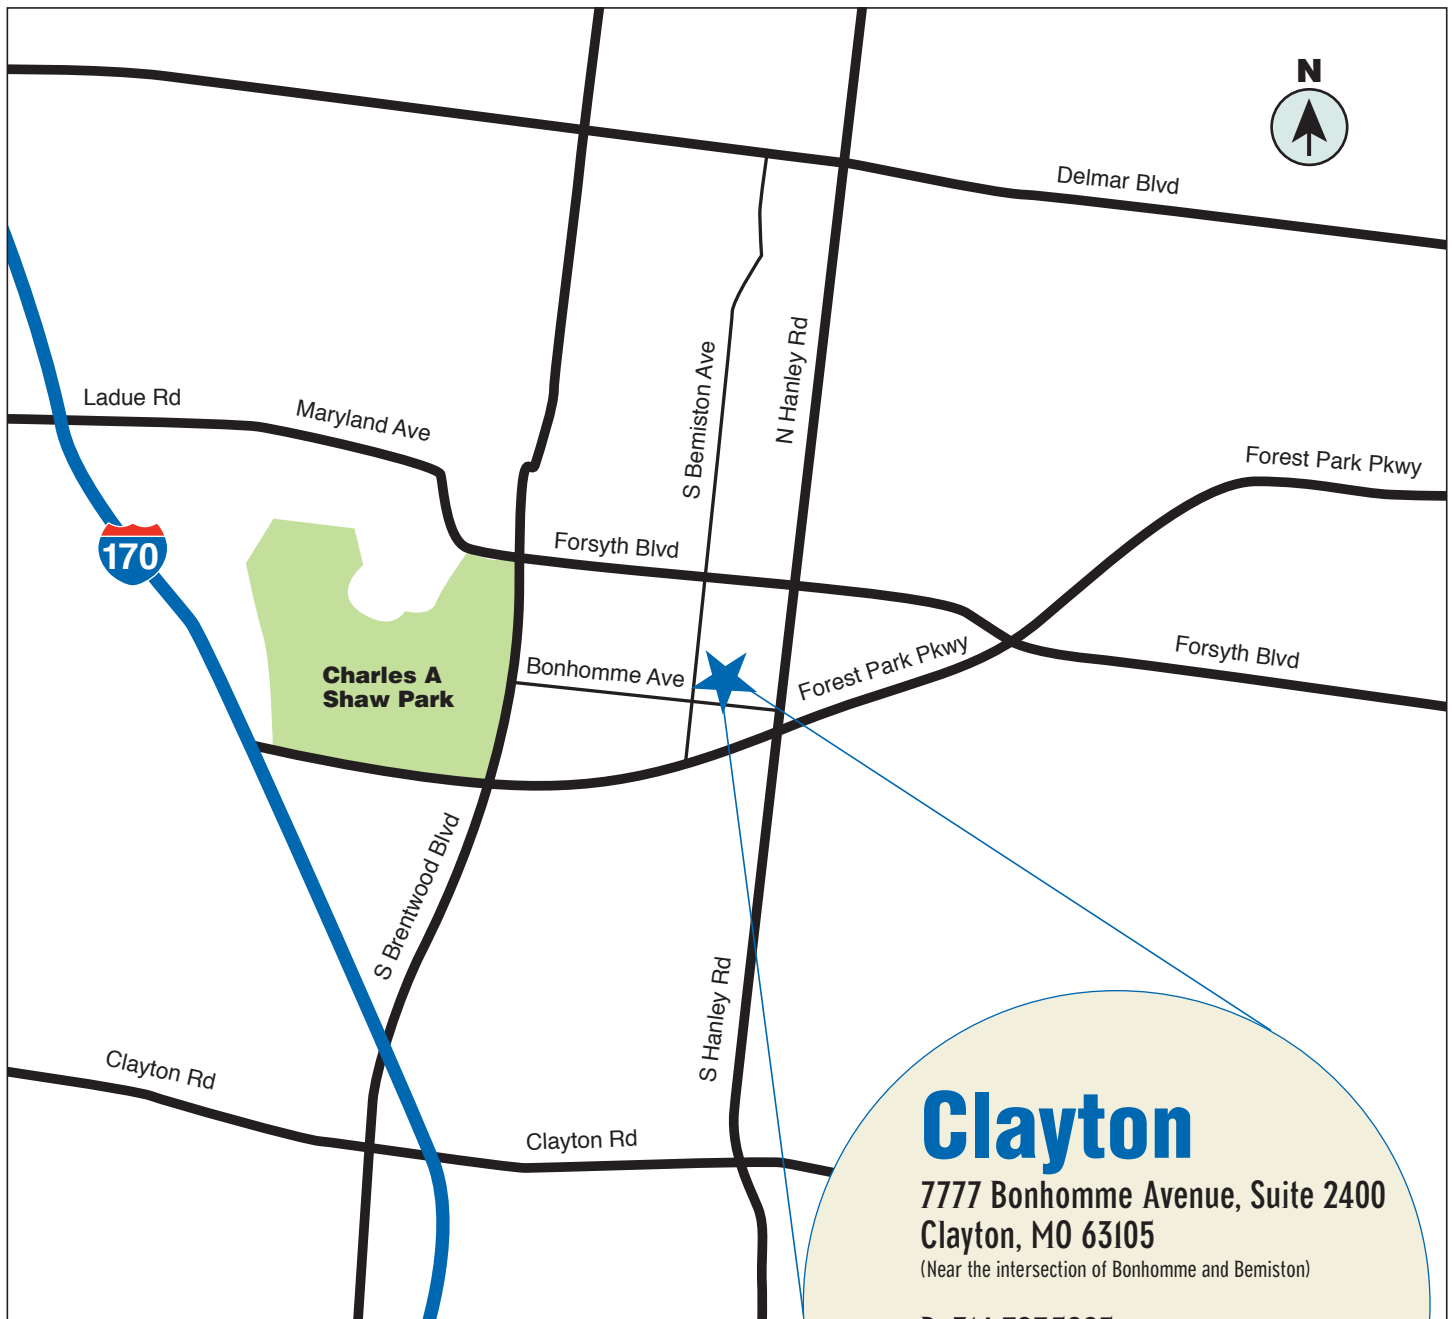 N
Delmar Blvd
Ladue Rd
Maryland Ave
S Bemiston Ave
N Hanley Rd
Forest Park Pkwy
170
Forsyth Blvd
Charles A
Shaw Park
Bonhomme Ave
Forest Park Pkwy
Forsyth Blvd
S Brentwood Blvd
S Hanley Rd
Clayton Rd
Clayton Rd
Clayton
7777 Bonhomme Avenue, Suite 2400
Clayton, MO 63105
(Near the intersection of Bonhomme and Bemiston)